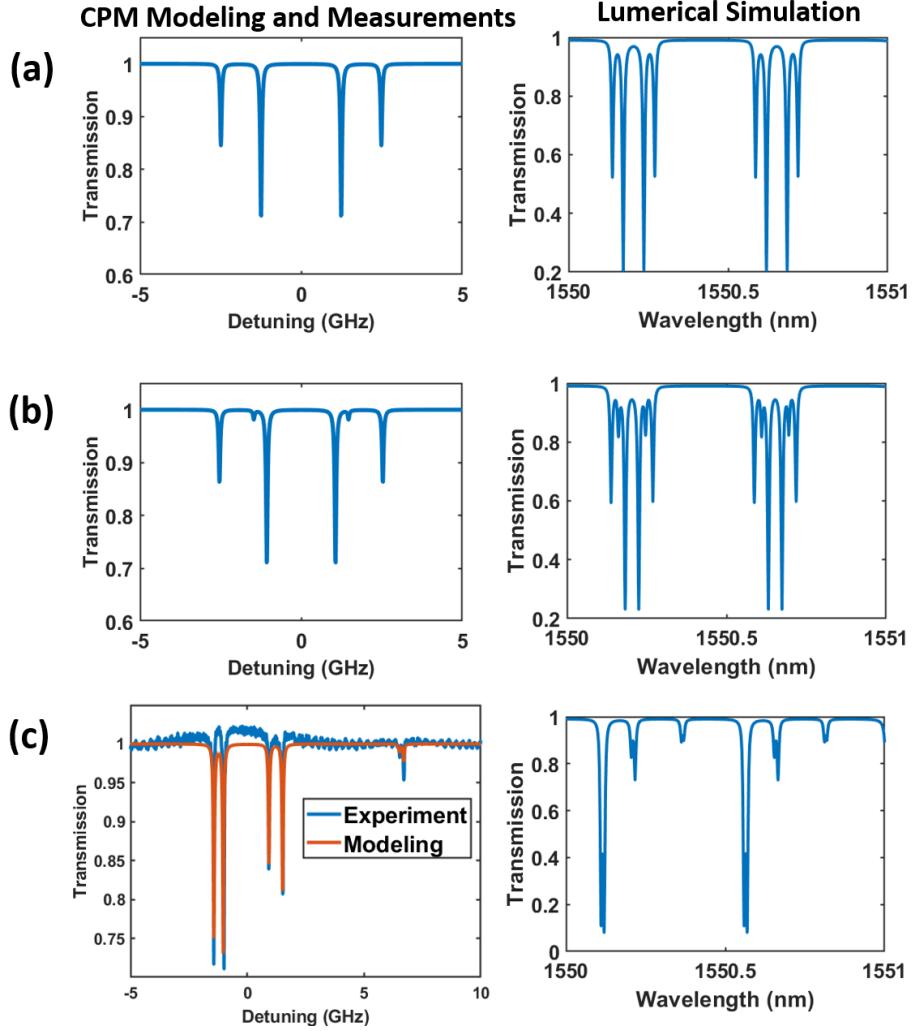 CPM Modeling and Measurements
Lumerical Simulation
(a)
Transmission
1
0.9
0.8
0.7
0.6
-5
0
5
Detuning (GHz)
Transmission
1
0.8
0.6
0.4
0.2
1550
1550.5
1551
Wavelength (nm)
(b)
Transmission
1
0.9
0.8
0.7
0.6
-5
0
5
Detuning (GHz)
Transmission
1
0.8
0.6
0.4
0.2
1550
1550.5
1551
Wavelength (nm)
(c)
Transmission
1
0.95
0.9
0.85
0.8
0.75
-5
0
5
10
Detuning (GHz)
Experiment
Modeling
Transmission
1
0.8
0.6
0.4
0.2
0
1550
1550.5
1551
Wavelength (nm)